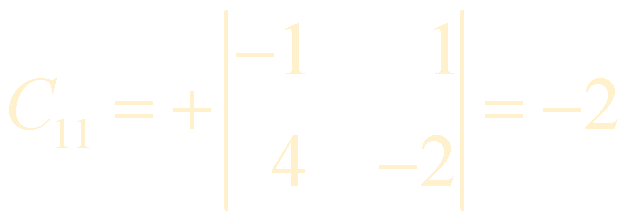 C₁₁ = + | −1 1 |
| 4 −2 | = −2